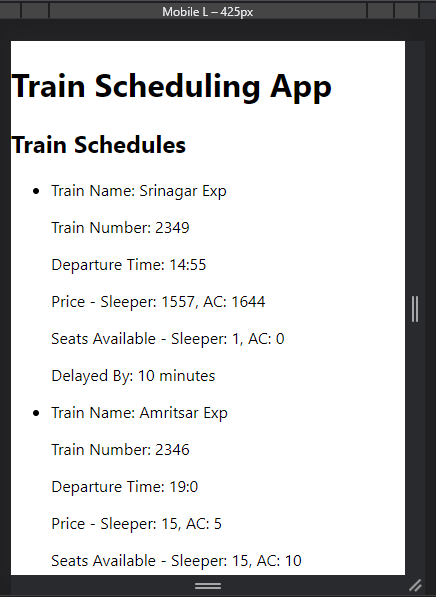 Mobile L – 425px
Train Scheduling App
Train Schedules
Train Name: Srinagar Exp
Train Number: 2349
Departure Time: 14:55
Price - Sleeper: 1557, AC: 1644
Seats Available - Sleeper: 1, AC: 0
Delayed By: 10 minutes
Train Name: Amritsar Exp
Train Number: 2346
Departure Time: 19:0
Price - Sleeper: 15, AC: 5
Seats Available - Sleeper: 15, AC: 10